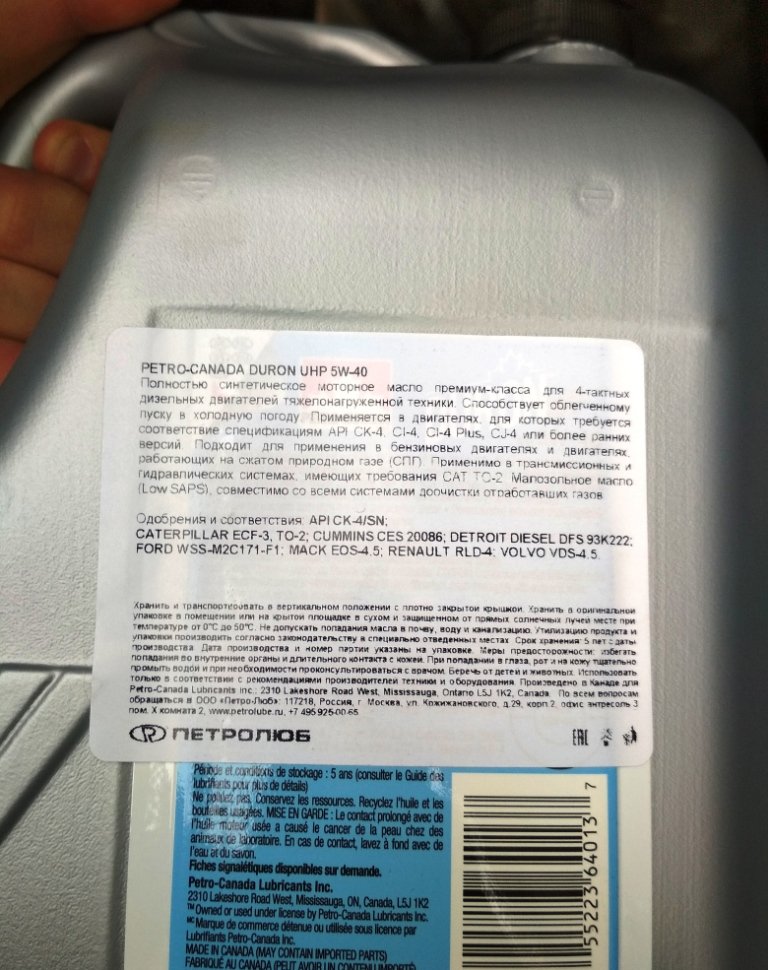 PETRO-CANADA DURON UHP 5W-40
Полностью синтетическое моторное масло премиум-класса для 4-тактных
дизельных двигателей тяжелонагруженной техники. Способствует облегченному
пуску в холодную погоду. Применяется в двигателях, для которых требуется
соответствие спецификациям API CK-4, CI-4, CI-4 Plus, CJ-4 или более ранних
версий. Подходит для применения в бензиновых двигателях и двигателях,
работающих на сжатом природном газе (СПГ). Применимо в трансмиссионных и
гидравлических системах, имеющих требования CAT TO-2. Малозольное масло
(Low SAPS), совместимо со всеми системами доочистки отработавших газов.
Одобрения и соответствия: API CK-4/SN;
CATERPILLAR ECF-3, TO-2; CUMMINS CES 20086; DETROIT DIESEL DFS 93K222;
FORD WSS-M2C171-F1; MACK EOS-4.5; RENAULT RLD-4; VOLVO VDS-4.5.
Хранить и транспортировать в вертикальном положении с плотно закрытой крышкой. Хранить в оригинальной
упаковке в помещении или на крытой площадке в сухом и защищенном от прямых солнечных лучей месте при
температуре от 0°С до 50°С. Не допускать попадания масла в почву, воду и канализацию. Утилизацию продукта и
упаковки производить согласно законодательству в специально отведенных местах. Срок хранения: 5 лет с даты
производства. Дата производства и номер партии указаны на упаковке. Меры предосторожности: избегать
попадания во внутренние органы и длительного контакта с кожей. При попадании в глаза, рот и на кожу тщательно
промыть водой и при необходимости проконсультироваться с врачом. Беречь от детей и животных. Использовать
только в соответствии с рекомендациями производителей техники и оборудования. Произведено в Канаде для
Petro-Canada Lubricants Inc.: 2310 Lakeshore Road West, Mississauga, Ontario L5J 1K2, Canada. По всем вопросам
обращаться в ООО «Петро-Люб»: 117218, Россия, г. Москва, ул. Кржижановского, д.29, корп.2, офис антресоль 3
пом. X комната 2, www.petrolube.ru, +7 495 925-00-65
ПЕТРОЛЮБ
EAC
Période et conditions de stockage : 5 ans (consulter le Guide des
lubrifiants pour plus de détails)
Ne polluez pas. Conservez les ressources. Recyclez l'huile et les
bouteilles usagées. MISE EN GARDE : Le contact prolongé avec de
l'huile moteur usée a causé le cancer de la peau chez des
animaux de laboratoire. En cas de contact, lavez à fond avec de
l'eau et du savon.
Fiches signalétiques disponibles sur demande.
Petro-Canada Lubricants Inc.
2310 Lakeshore Road West, Mississauga, ON, Canada, L5J 1K2
™Owned or used under license by Petro-Canada Lubricants Inc.
MC Marque de commerce détenue ou utilisée sous licence par
Lubrifiants Petro-Canada Inc.
MADE IN CANADA (MAY CONTAIN IMPORTED PARTS)
FABRIQUÉ AU CANADA (PEUT AVOIR UN CONTENU IMPORTÉ)
55223 64013 7